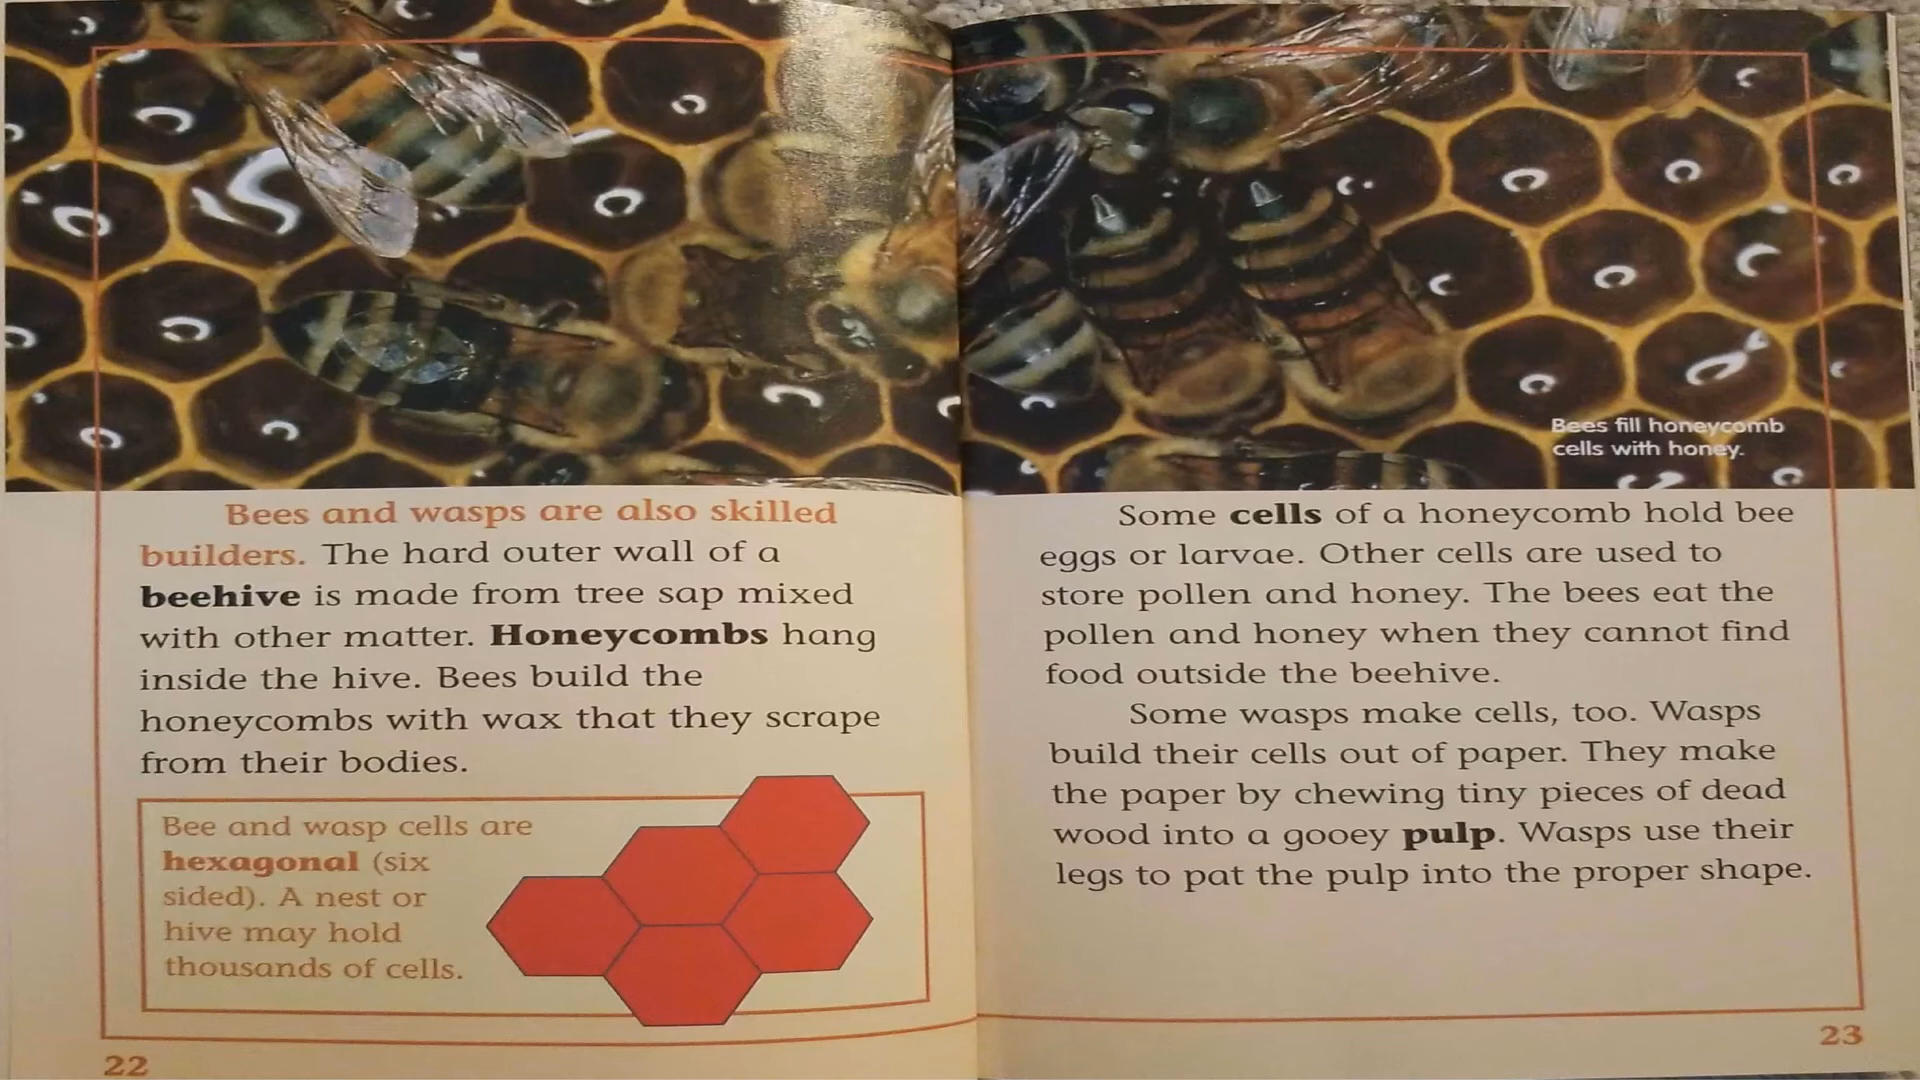 Bees and wasps are also skilled
builders. The hard outer wall of a
beehive is made from tree sap mixed
with other matter. Honeycombs hang
inside the hive. Bees build the
honeycombs with wax that they scrape
from their bodies.
Bee and wasp cells are
hexagonal (six
sided). A nest or
hive may hold
thousands of cells.
22
Bees fill honeycomb
cells with honey.
Some cells of a honeycomb hold bee
eggs or larvae. Other cells are used to
store pollen and honey. The bees eat the
pollen and honey when they cannot find
food outside the beehive.
Some wasps make cells, too. Wasps
build their cells out of paper. They make
the paper by chewing tiny pieces of dead
wood into a gooey pulp. Wasps use their
legs to pat the pulp into the proper shape.
23